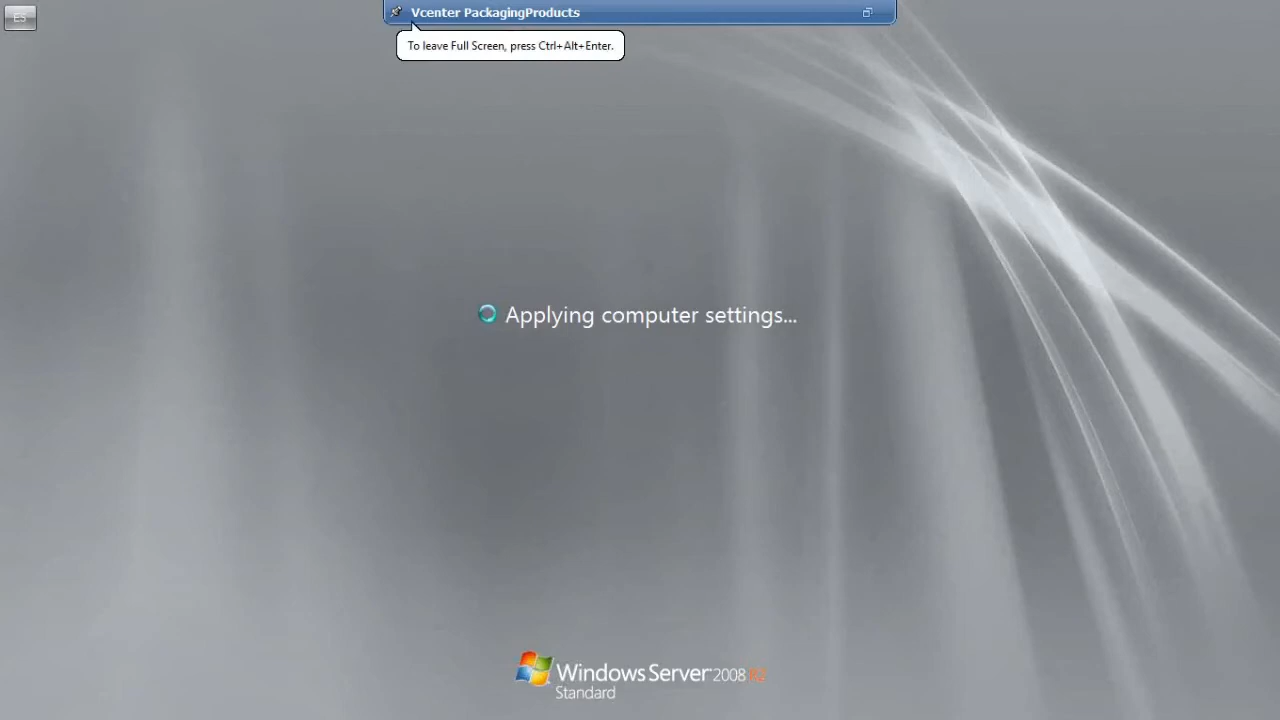 ES
Vcenter PackagingProducts
To leave Full Screen, press Ctrl+Alt+Enter.
Applying computer settings...
Windows Server 2008 R2
Standard